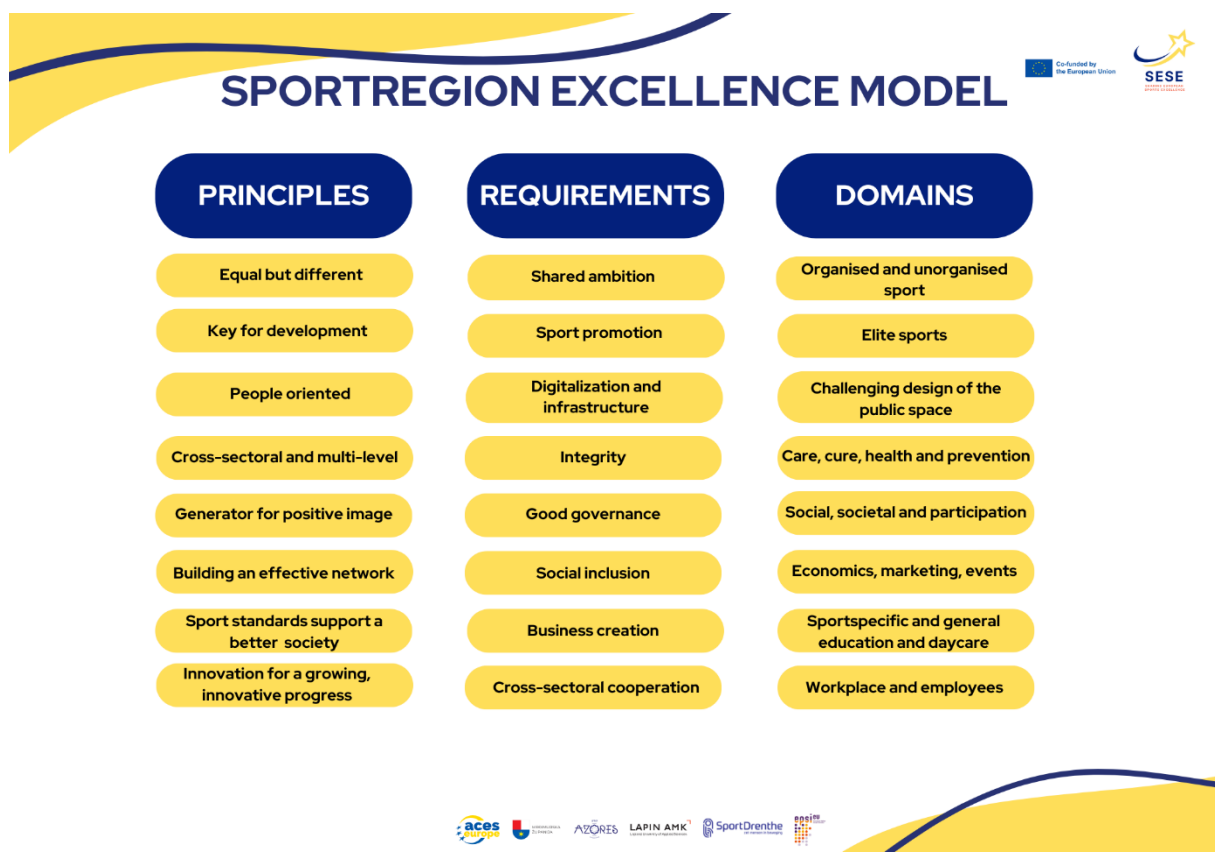 Co-funded by
the European Union
SESE
SPORTREGION EXCELLENCE MODEL
PRINCIPLES
Equal but different
Key for development
People oriented
Cross-sectoral and multi-level
Generator for positive image
Building an effective network
Sport standards support a
better society
Innovation for a growing,
innovative progress
REQUIREMENTS
Shared ambition
Sport promotion
Digitalization and
infrastructure
Integrity
Good governance
Social inclusion
Business creation
Cross-sectoral cooperation
DOMAINS
Organised and unorganised
sport
Elite sports
Challenging design of the
public space
Care, cure, health and prevention
Social, societal and participation
Economics, marketing, events
Sportspecific and general
education and daycare
Workplace and employees
aces
europe
AZORES
LAPIN AMK
SportDrenthe
epsi eu